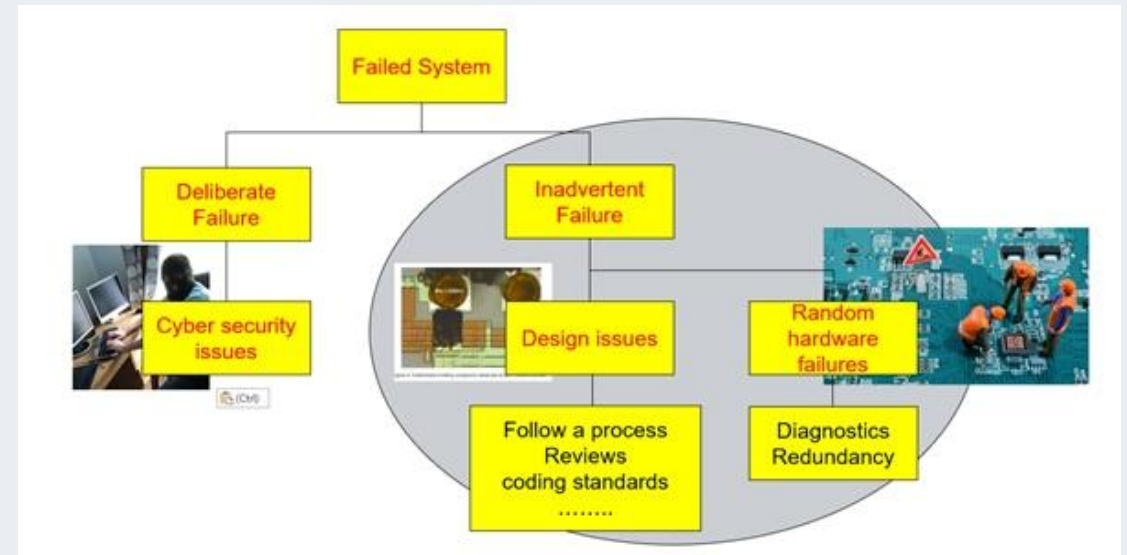 Failed System
Deliberate
Failure
Inadvertent
Failure
Cyber security
issues
Design issues
Random
hardware
failures
(Ctrl)
Follow a process
Reviews
coding standards
........
Diagnostics
Redundancy